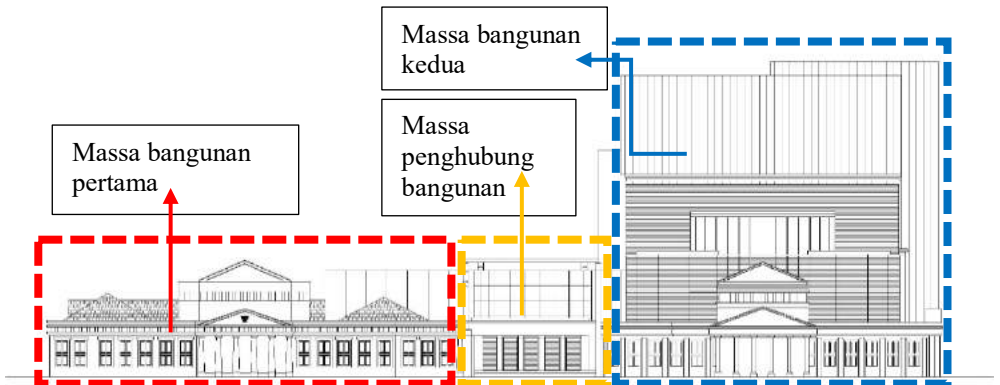 Massa bangunan
kedua
Massa
penghubung
bangunan
Massa bangunan
pertama